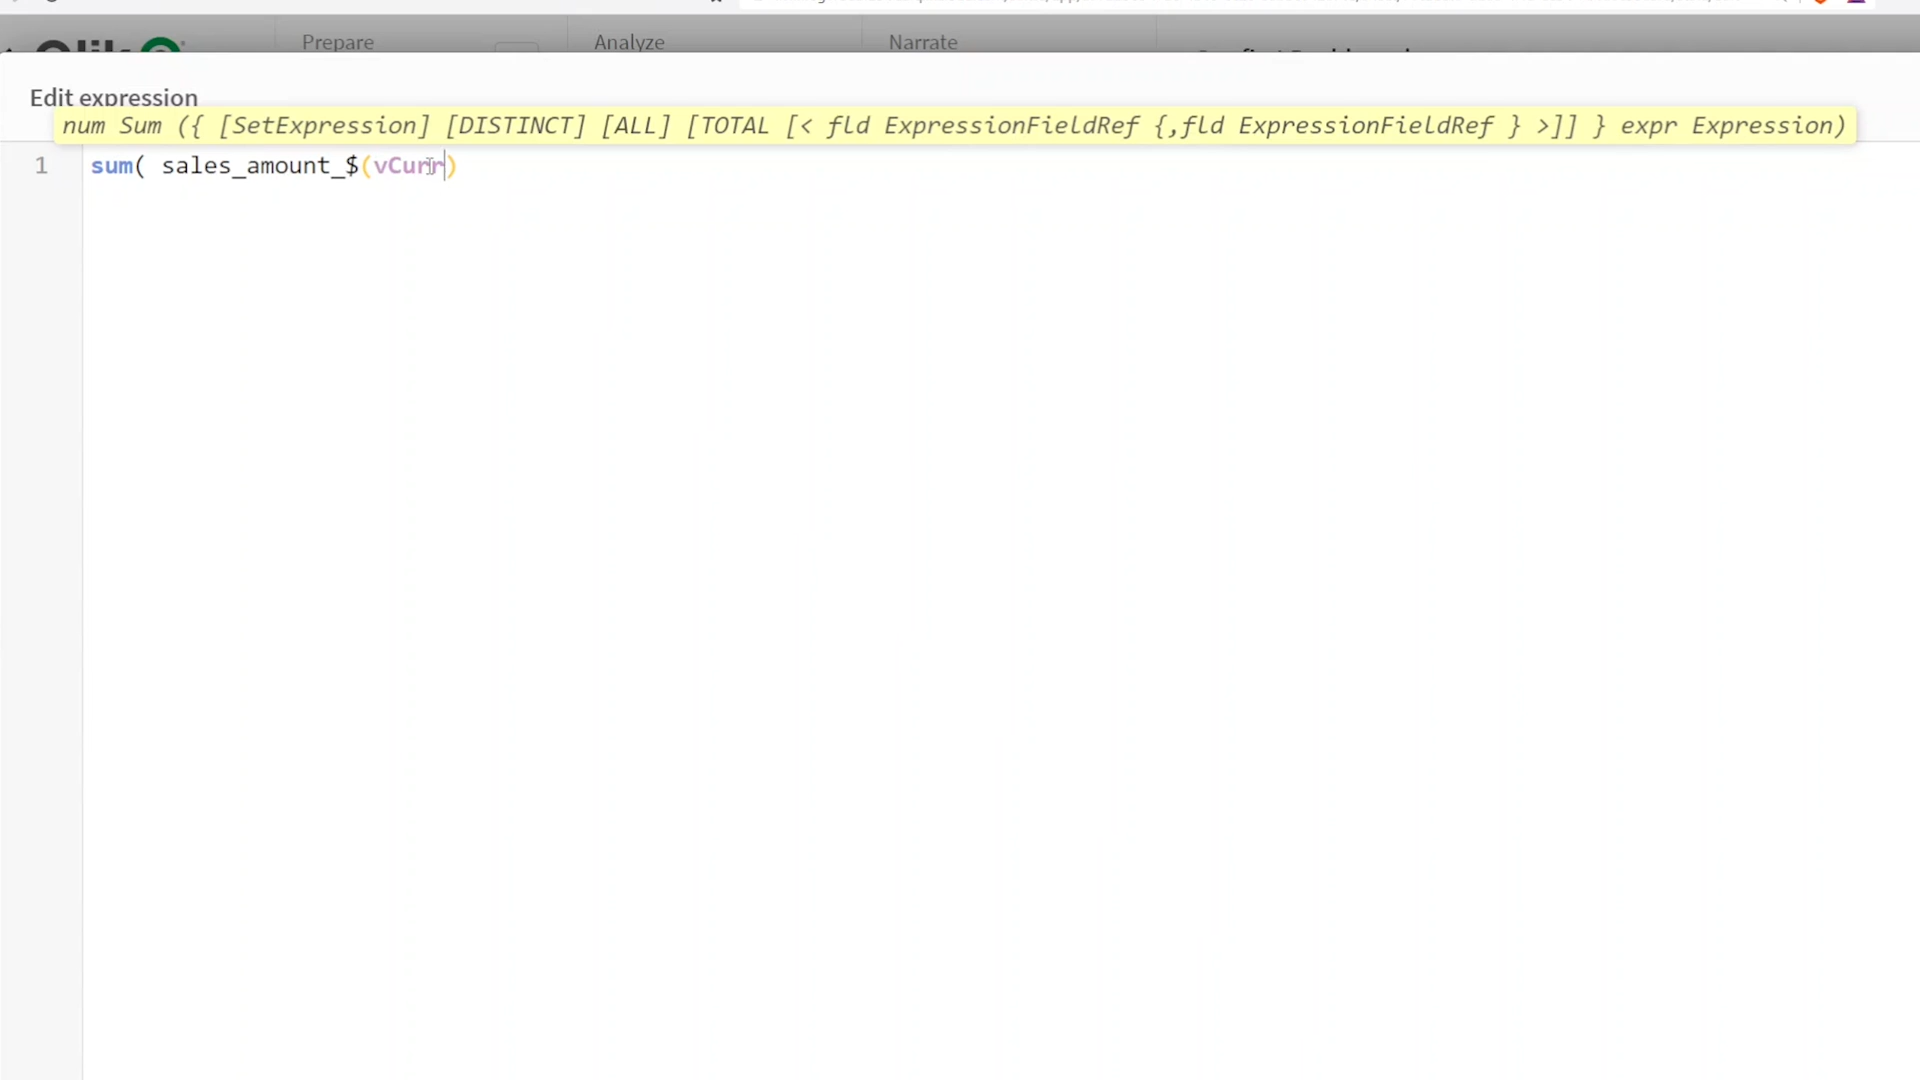 Prepare
Analyze
Narrate
Qlik
Edit expression
num Sum ({ [SetExpression] [DISTINCT] [ALL] [TOTAL [< fld ExpressionFieldRef {,fld ExpressionFieldRef } >]] } expr Expression)
1 sum( sales_amount_$(vCurr)